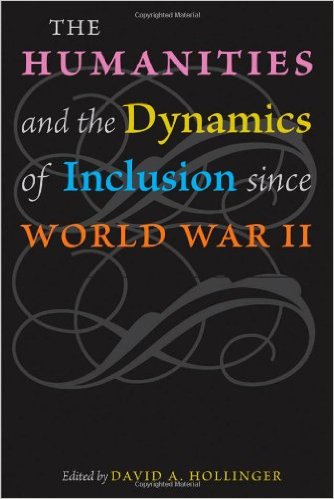 THE
HUMANITIES
and the Dynamics
of Inclusion since
WORLD WAR II
Edited by DAVID A. HOLLINGER